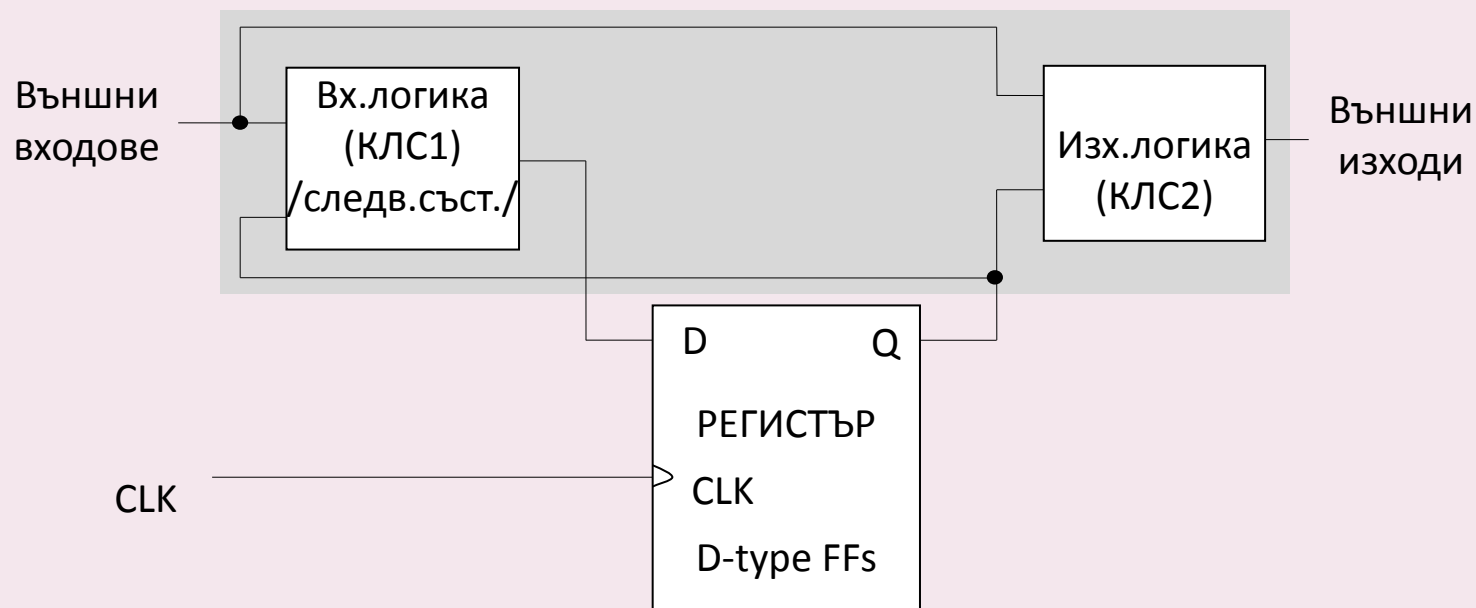 Външни
входове
Вх.логика
(КЛС1)
/следв.съст./
Изх.логика
(КЛС2)
Външни
изходи
D Q
РЕГИСТЪР
CLK
CLK
D-type FFs